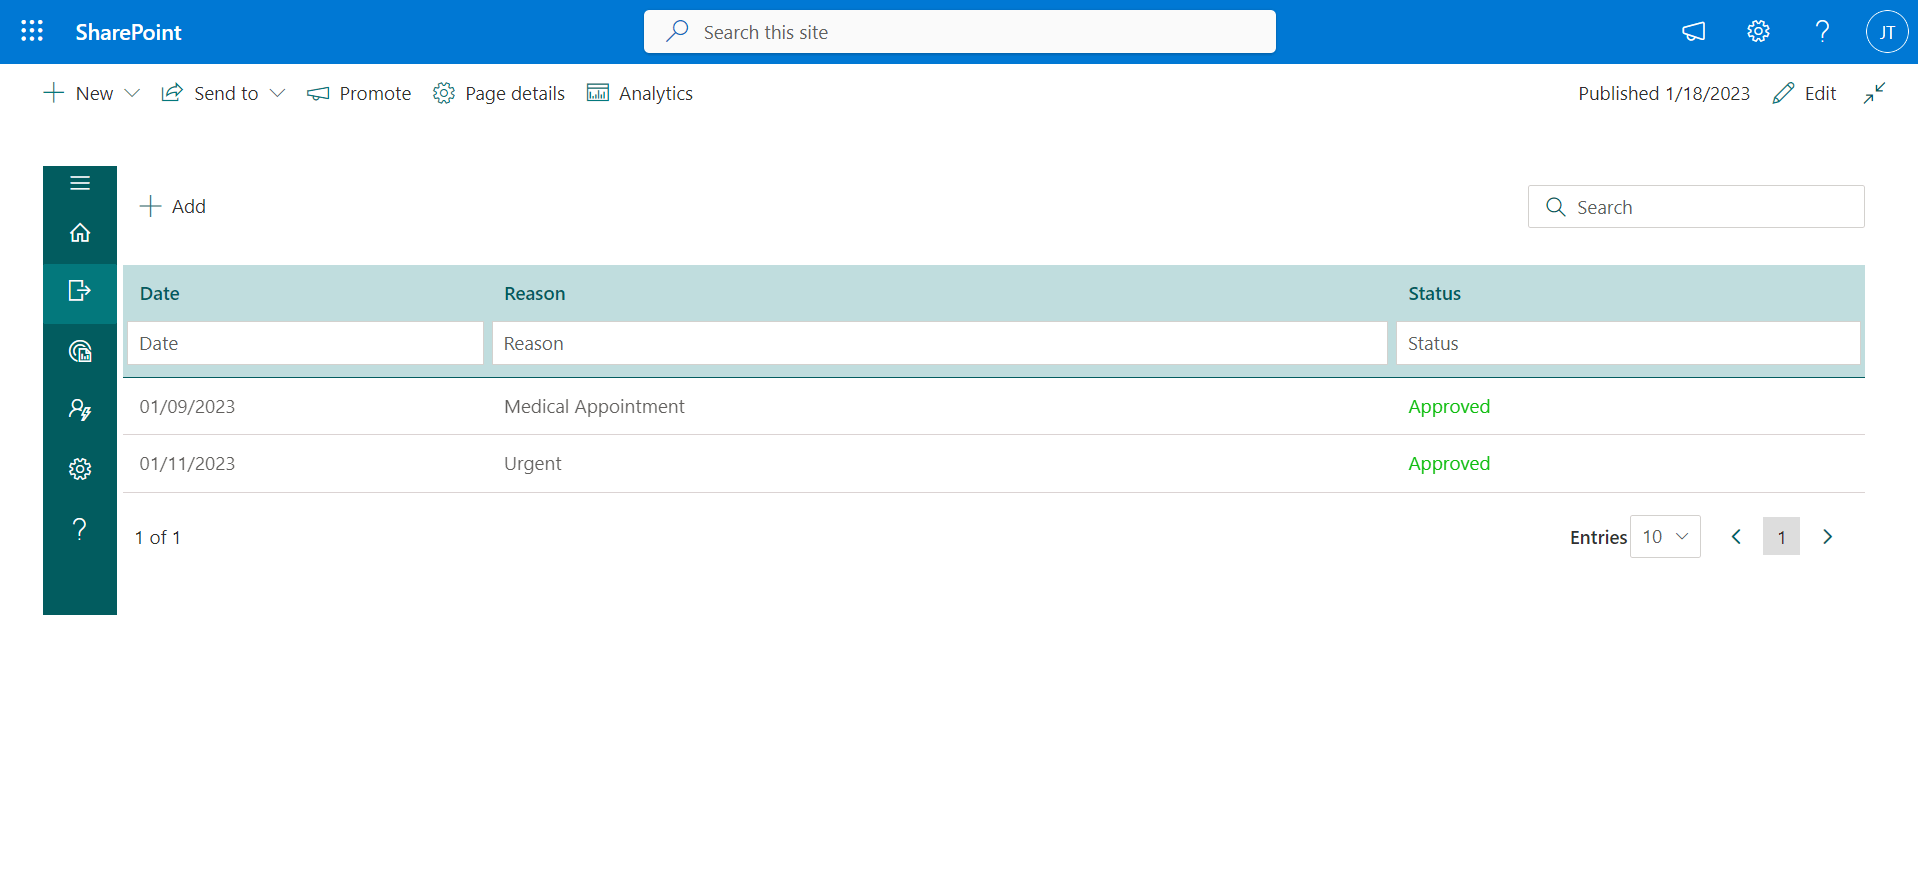 SharePoint
Search this site
JT
New
Send to
Promote
Page details
Analytics
Published 1/18/2023
Edit
Add
Search
Date
Reason
Status
Date
Reason
Status
01/09/2023
Medical Appointment
Approved
01/11/2023
Urgent
Approved
1 of 1
Entries
10
1